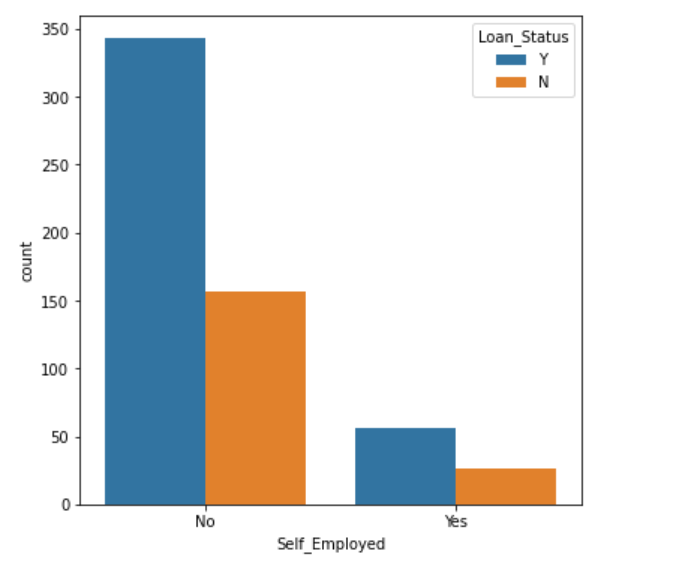 Loan_Status
Y
N
350
300
250
200
150
100
50
0
count
No
Yes
Self_Employed